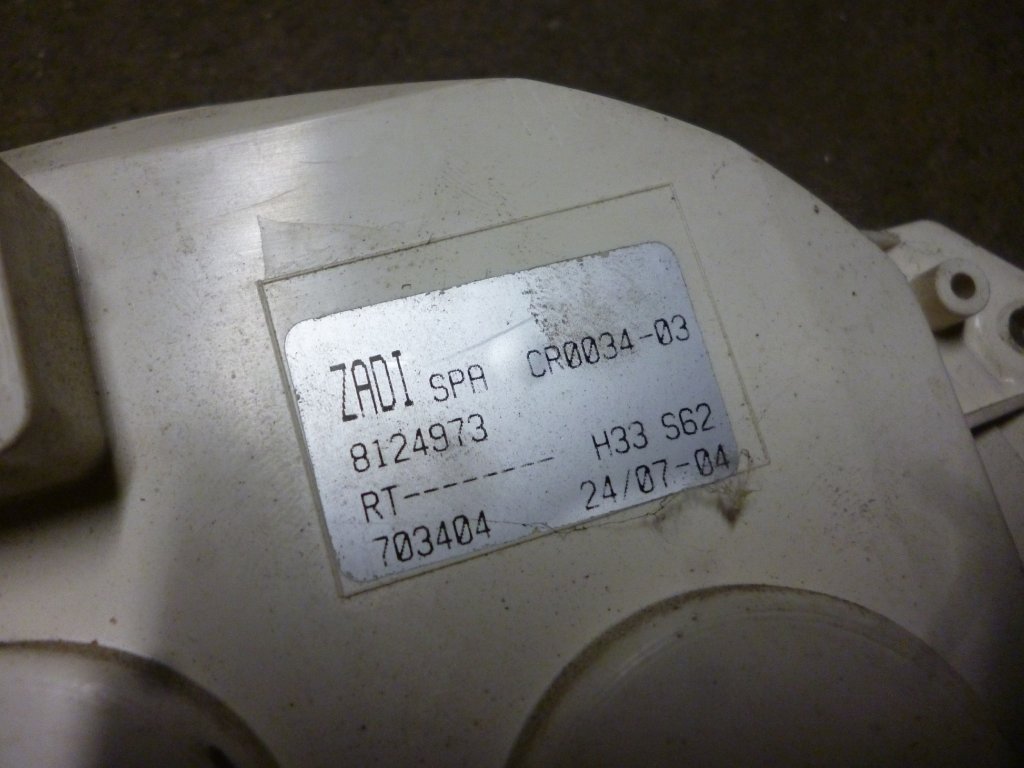 ZADI SPA CR0034-03
8124973
RT------- H33 S62
703404 24/07-04